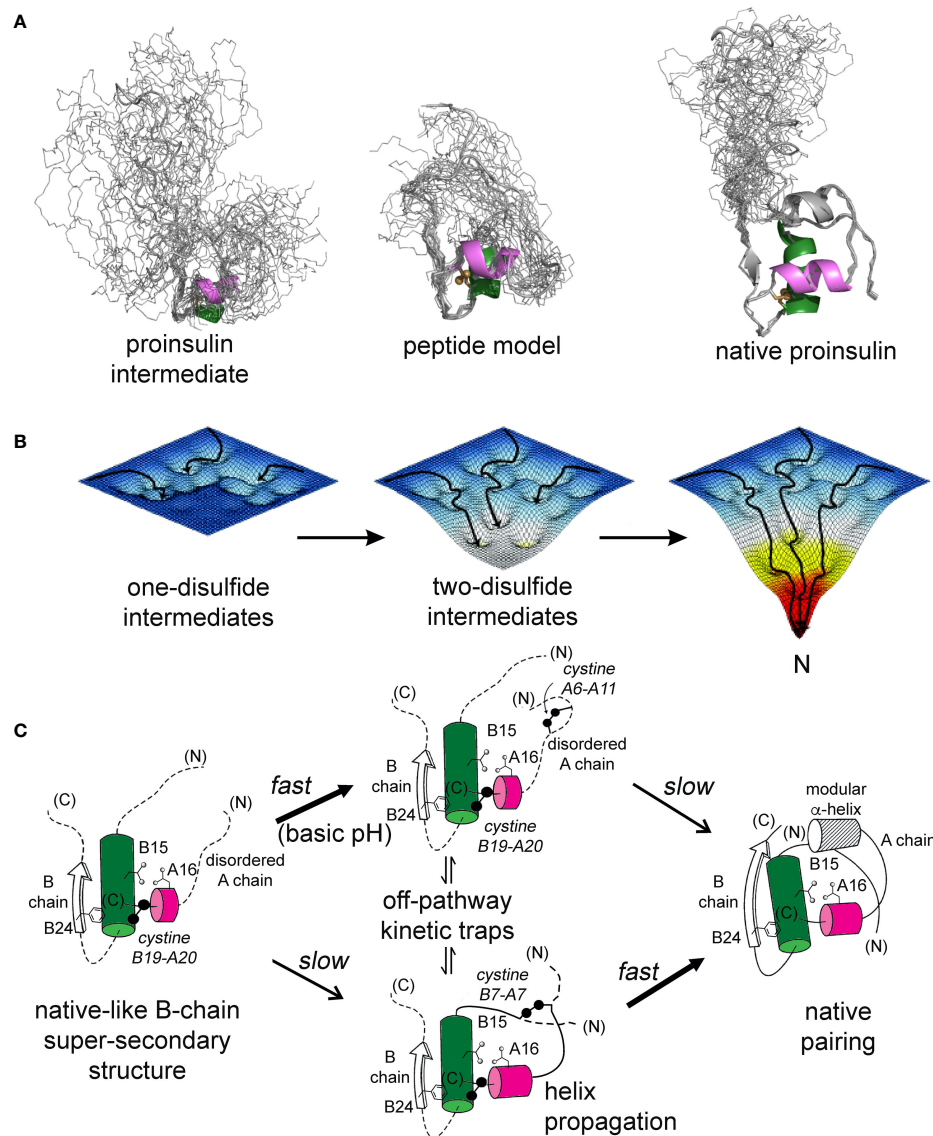 A
proinsulin
intermediate
peptide model
native proinsulin
B
one-disulfide
intermediates
two-disulfide
intermediates
N
C
(C)
(N)
(N)
B
chain
B15
A16
disordered
A chain
(C)
B24
cystine
B19-A20
native-like B-chain
super-secondary
structure
fast
(basic pH)
slow
(N)
cystine
A6-A11
(C)
(N)
B15
disordered
A chain
B
chain
A16
(C)
B24
cystine
B19-A20
off-pathway
kinetic traps
cystine
B7-A7
(N)
(C)
B15
(N)
B
chain
A16
(C)
B24
helix
propagation
slow
fast
modular
α-helix
(C)
(N)
A chain
B15
B
chain
A16
(C)
B24
(N)
native
pairing